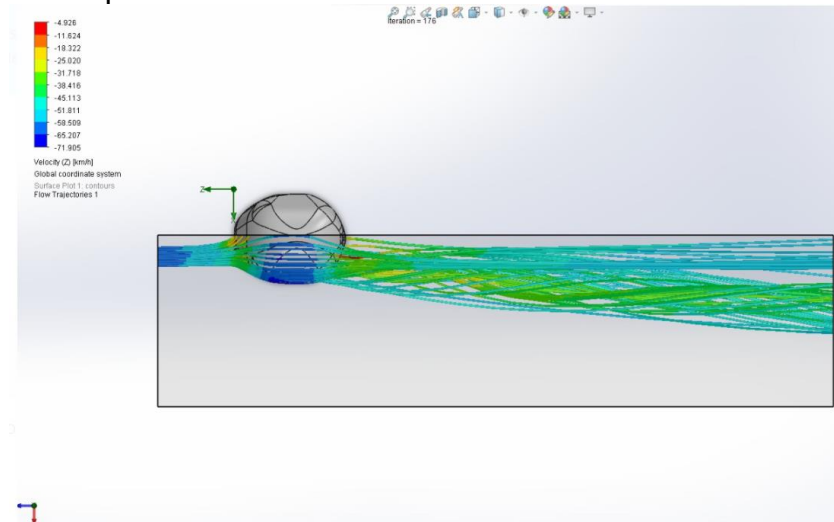 Iteration = 176
-4.926
-11.624
-18.322
-25.020
-31.718
-38.416
-45.113
-51.811
-58.509
-65.207
-71.905
Velocity (Z) [km/h]
Global coordinate system
Surface Plot 1: contours
Flow Trajectories 1
Z